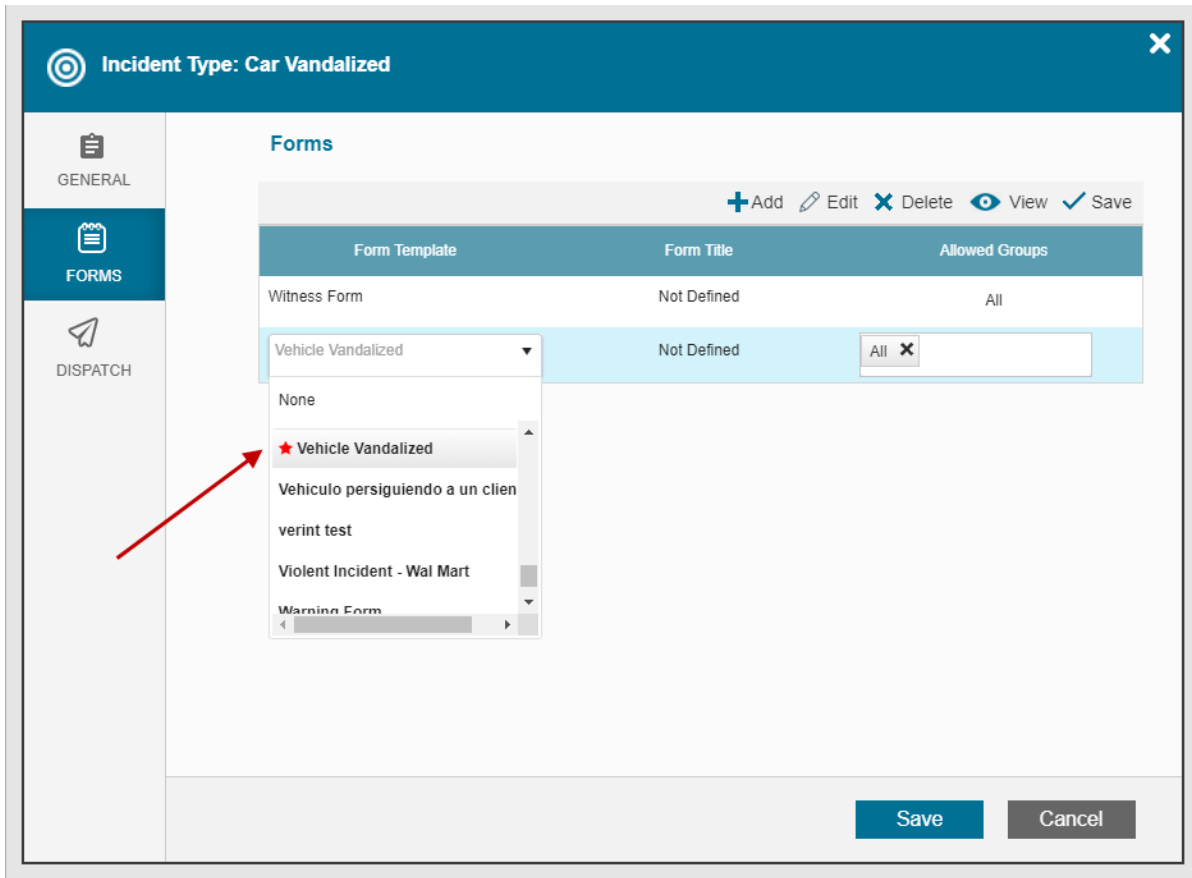 Incident Type: Car Vandalized
GENERAL
FORMS
DISPATCH
Forms
Add Edit Delete View Save
Form Template Form Title Allowed Groups
Witness Form Not Defined All
Vehicle Vandalized Not Defined All
None
Vehicle Vandalized
Vehiculo persiguiendo a un clien
verint test
Violent Incident - Wal Mart
Warning Form
Save Cancel